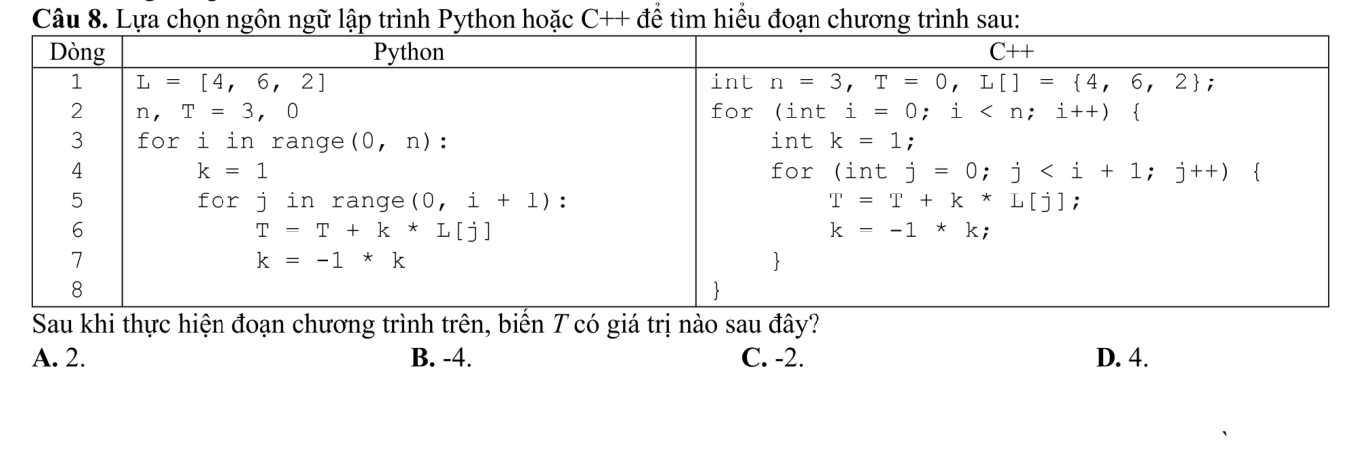 Câu 8. Lựa chọn ngôn ngữ lập trình Python hoặc C++ để tìm hiểu đoạn chương trình sau:
Dòng Python C++
1 L = [4, 6, 2] int n = 3, T = 0, L[] = {4, 6, 2};
2 n, T = 3, 0 for (int i = 0; i < n; i++) {
3 for i in range(0, n): int k = 1;
4 k = 1 for (int j = 0; j < i + 1; j++) {
5 for j in range(0, i + 1): T = T + k * L[j];
6 T = T + k * L[j] k = -1 * k;
7 k = -1 * k }
8 }
Sau khi thực hiện đoạn chương trình trên, biến T có giá trị nào sau đây?
A. 2. B. -4. C. -2. D. 4.